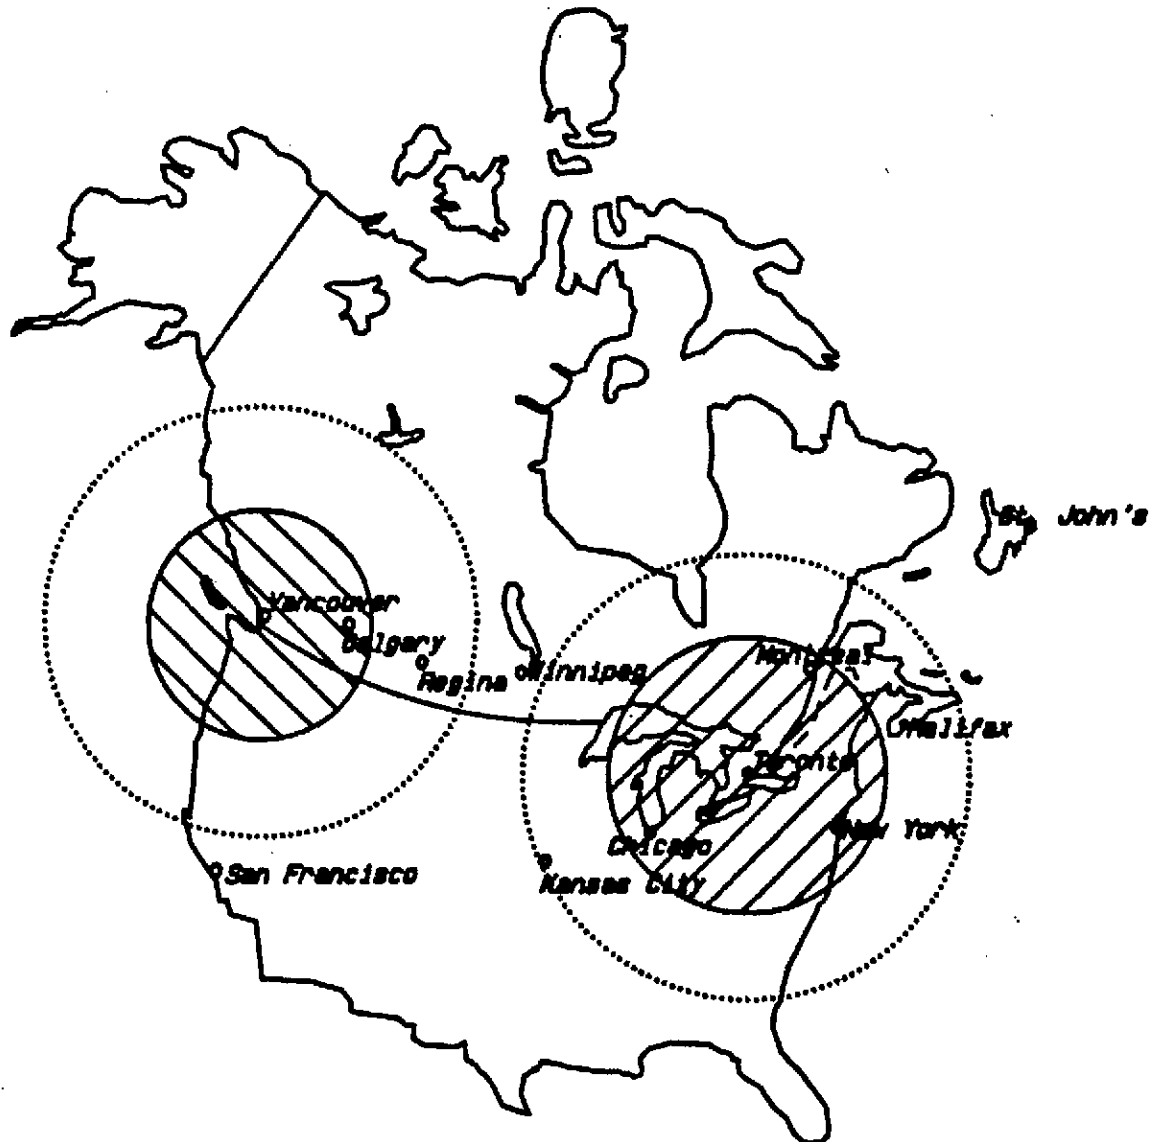 St. John's
Vancouver
Calgary
Regina
Winnipeg
Montreal
Halifax
Toronto
New York
Chicago
San Francisco
Kansas City